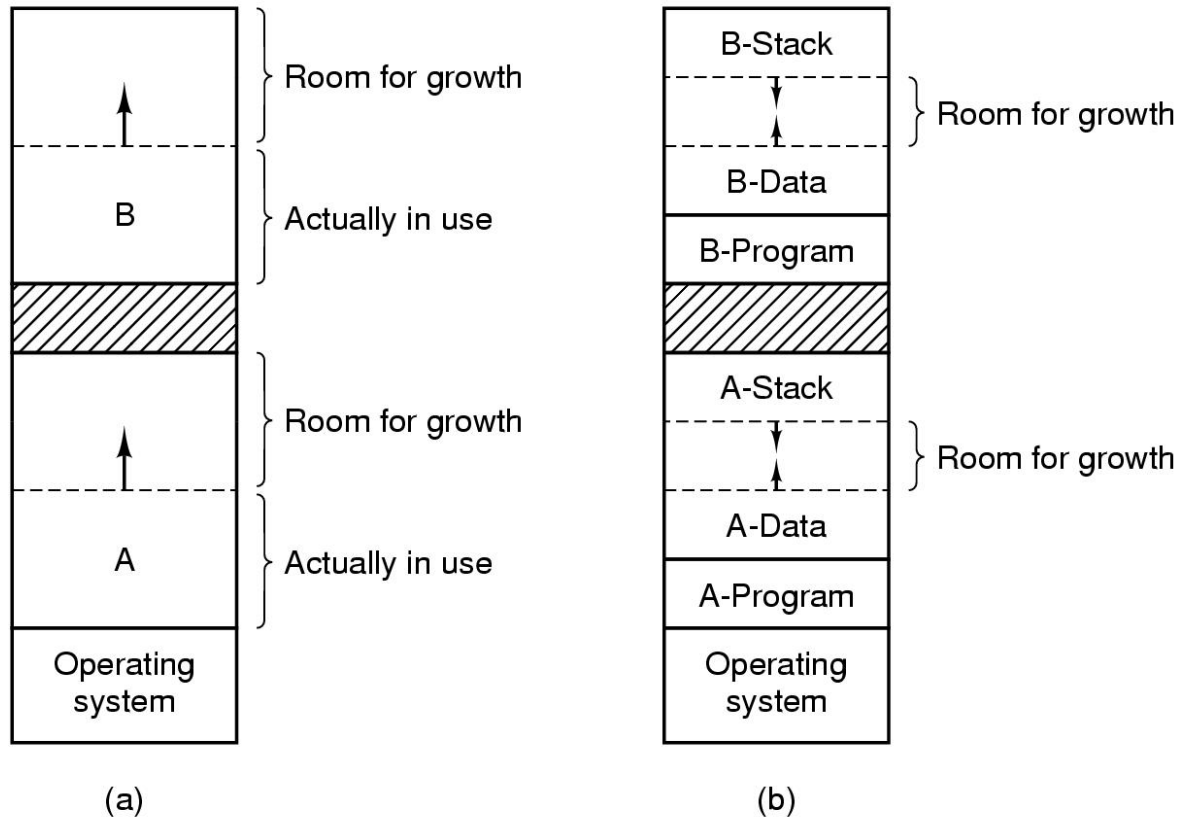 Room for growth
B
Actually in use
Room for growth
A
Actually in use
Operating
system
(a)
B-Stack
Room for growth
B-Data
B-Program
A-Stack
Room for growth
A-Data
A-Program
Operating
system
(b)